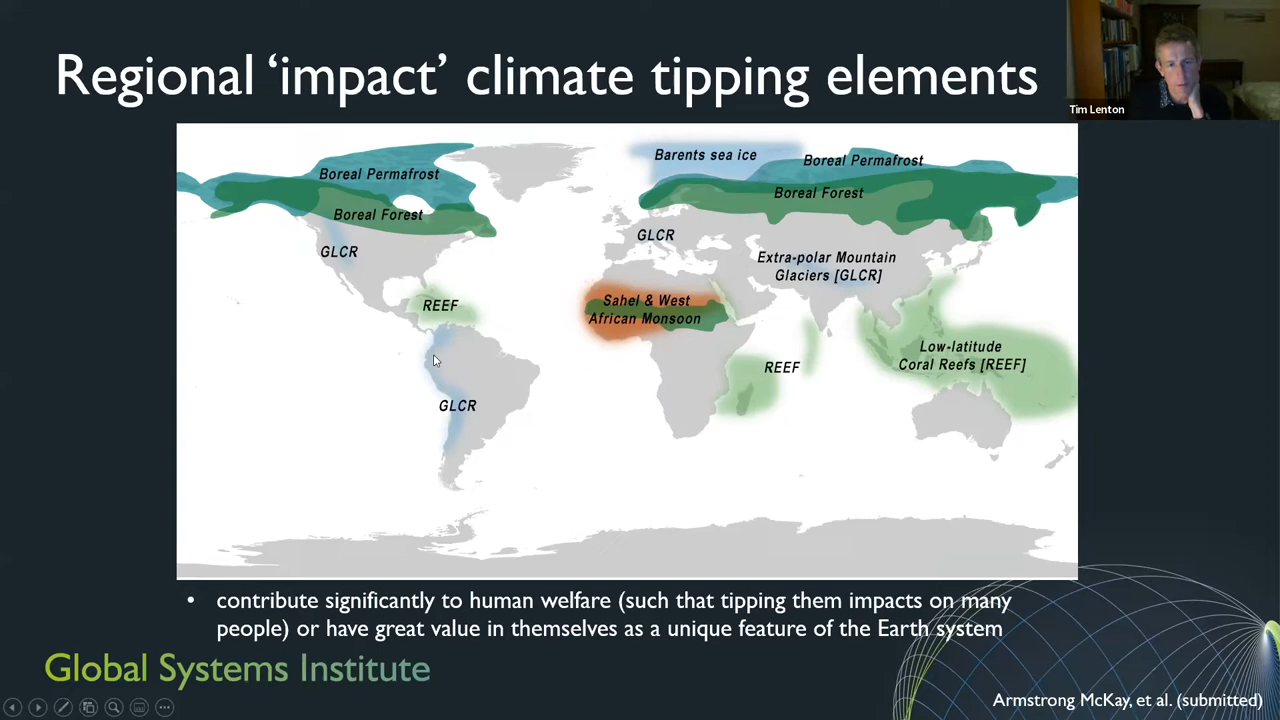 Regional ‘impact’ climate tipping elements
Tim Lenton
Barents sea ice
Boreal Permafrost
Boreal Permafrost
Boreal Forest
Boreal Forest
GLCR
GLCR
Extra-polar Mountain
Glaciers [GLCR]
REEF
Sahel & West
African Monsoon
Low-latitude
Coral Reefs [REEF]
REEF
GLCR
• contribute significantly to human welfare (such that tipping them impacts on many
people) or have great value in themselves as a unique feature of the Earth system
Global Systems Institute
Armstrong McKay, et al. (submitted)